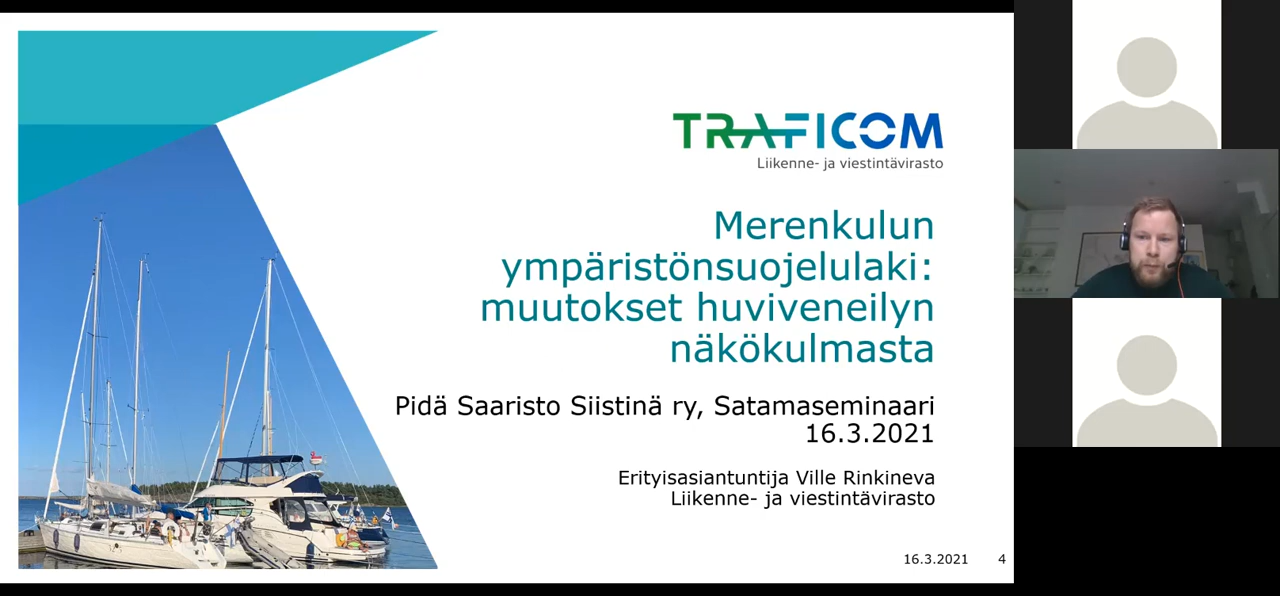 TRAFICOM
Liikenne- ja viestintävirasto
Merenkulun
ympäristönsuojelulaki:
muutokset huviveneilyn
näkökulmasta
Pidä Saaristo Siistinä ry, Satamaseminaari
16.3.2021
Erityisasiantuntija Ville Rinkineva
Liikenne- ja viestintävirasto
16.3.2021 4